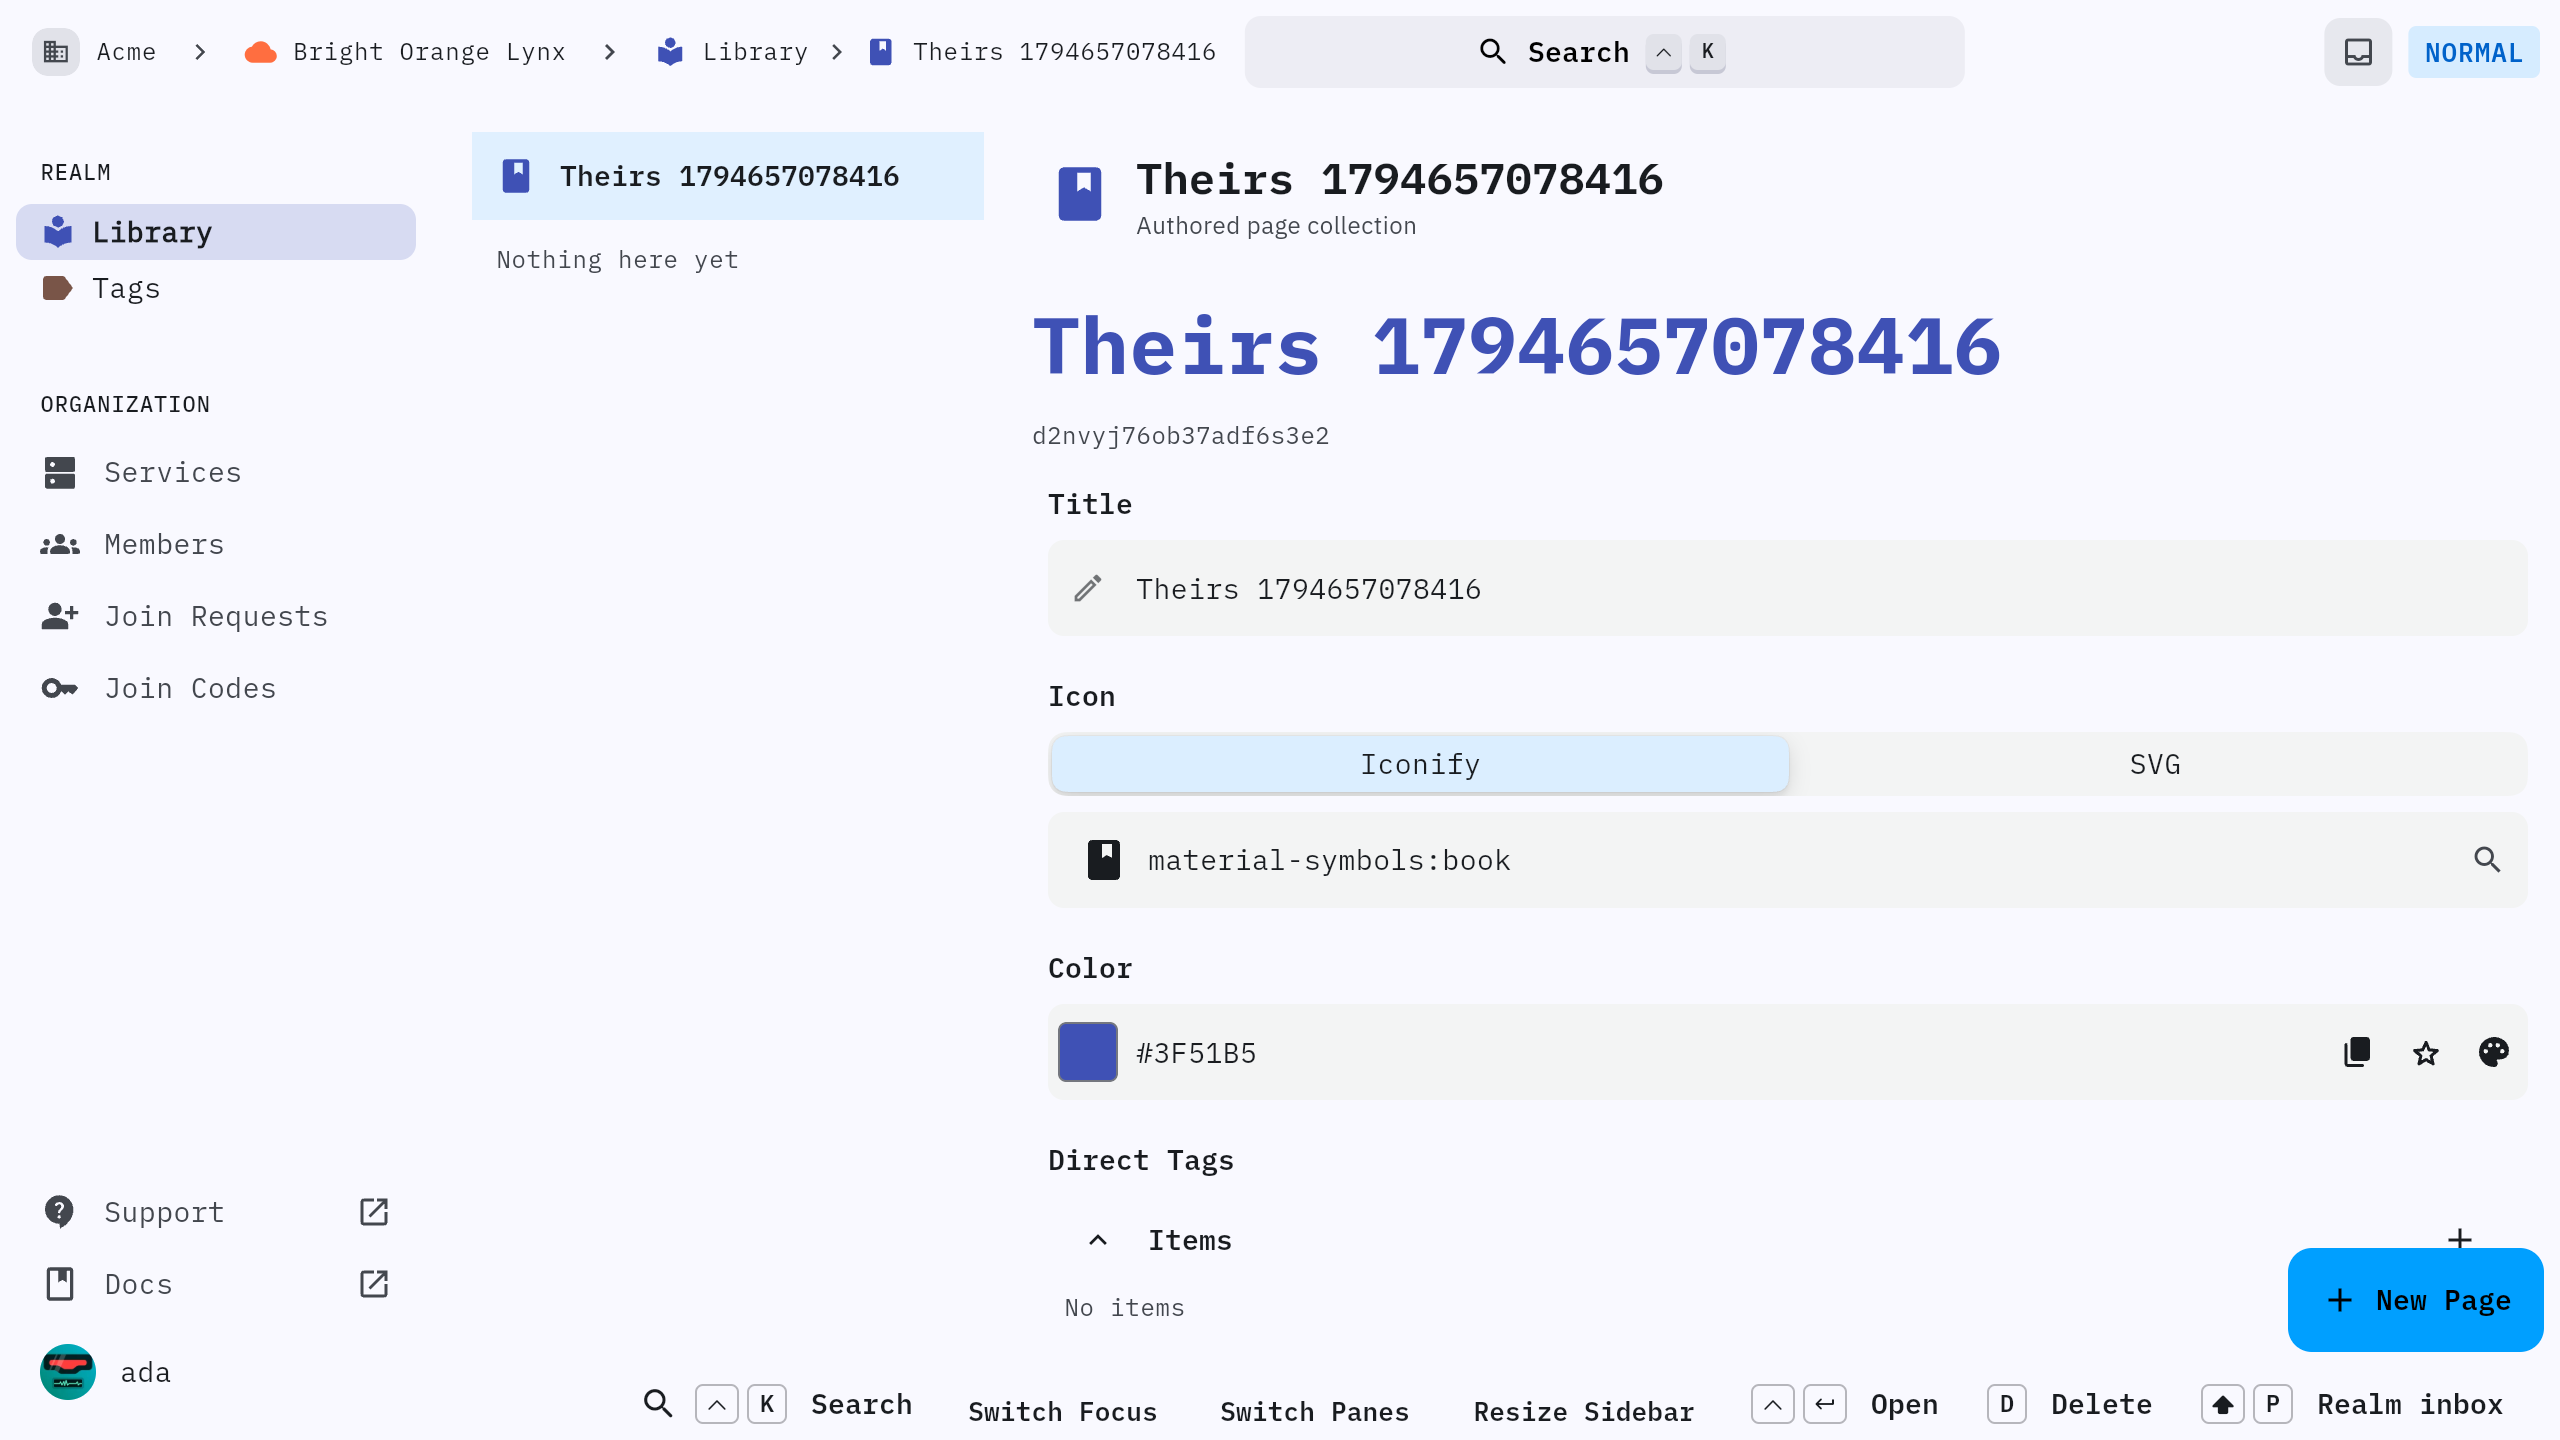 Acme
Bright Orange Lynx
Library
Theirs 1794657078416
Search
K
NORMAL
REALM
Library
Tags
ORGANIZATION
Services
Members
Join Requests
Join Codes
Support
Docs
ada
Theirs 1794657078416
Nothing here yet
Theirs 1794657078416
Authored page collection
Theirs 1794657078416
d2nvyj76ob37adf6s3e2
Title
Theirs 1794657078416
Icon
Iconify
SVG
material-symbols:book
Color
#3F51B5
Direct Tags
Items
No items
New Page
K
Search
Switch Focus
Switch Panes
Resize Sidebar
Open
D
Delete
P
Realm inbox